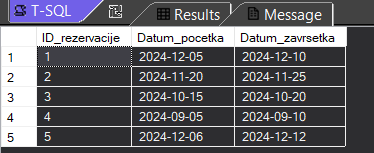 T-SQL Results Message
ID_rezervacije Datum_pocetka Datum_zavrsetka
1 1 2024-12-05 2024-12-10
2 2 2024-11-20 2024-11-25
3 3 2024-10-15 2024-10-20
4 4 2024-09-05 2024-09-10
5 5 2024-12-06 2024-12-12